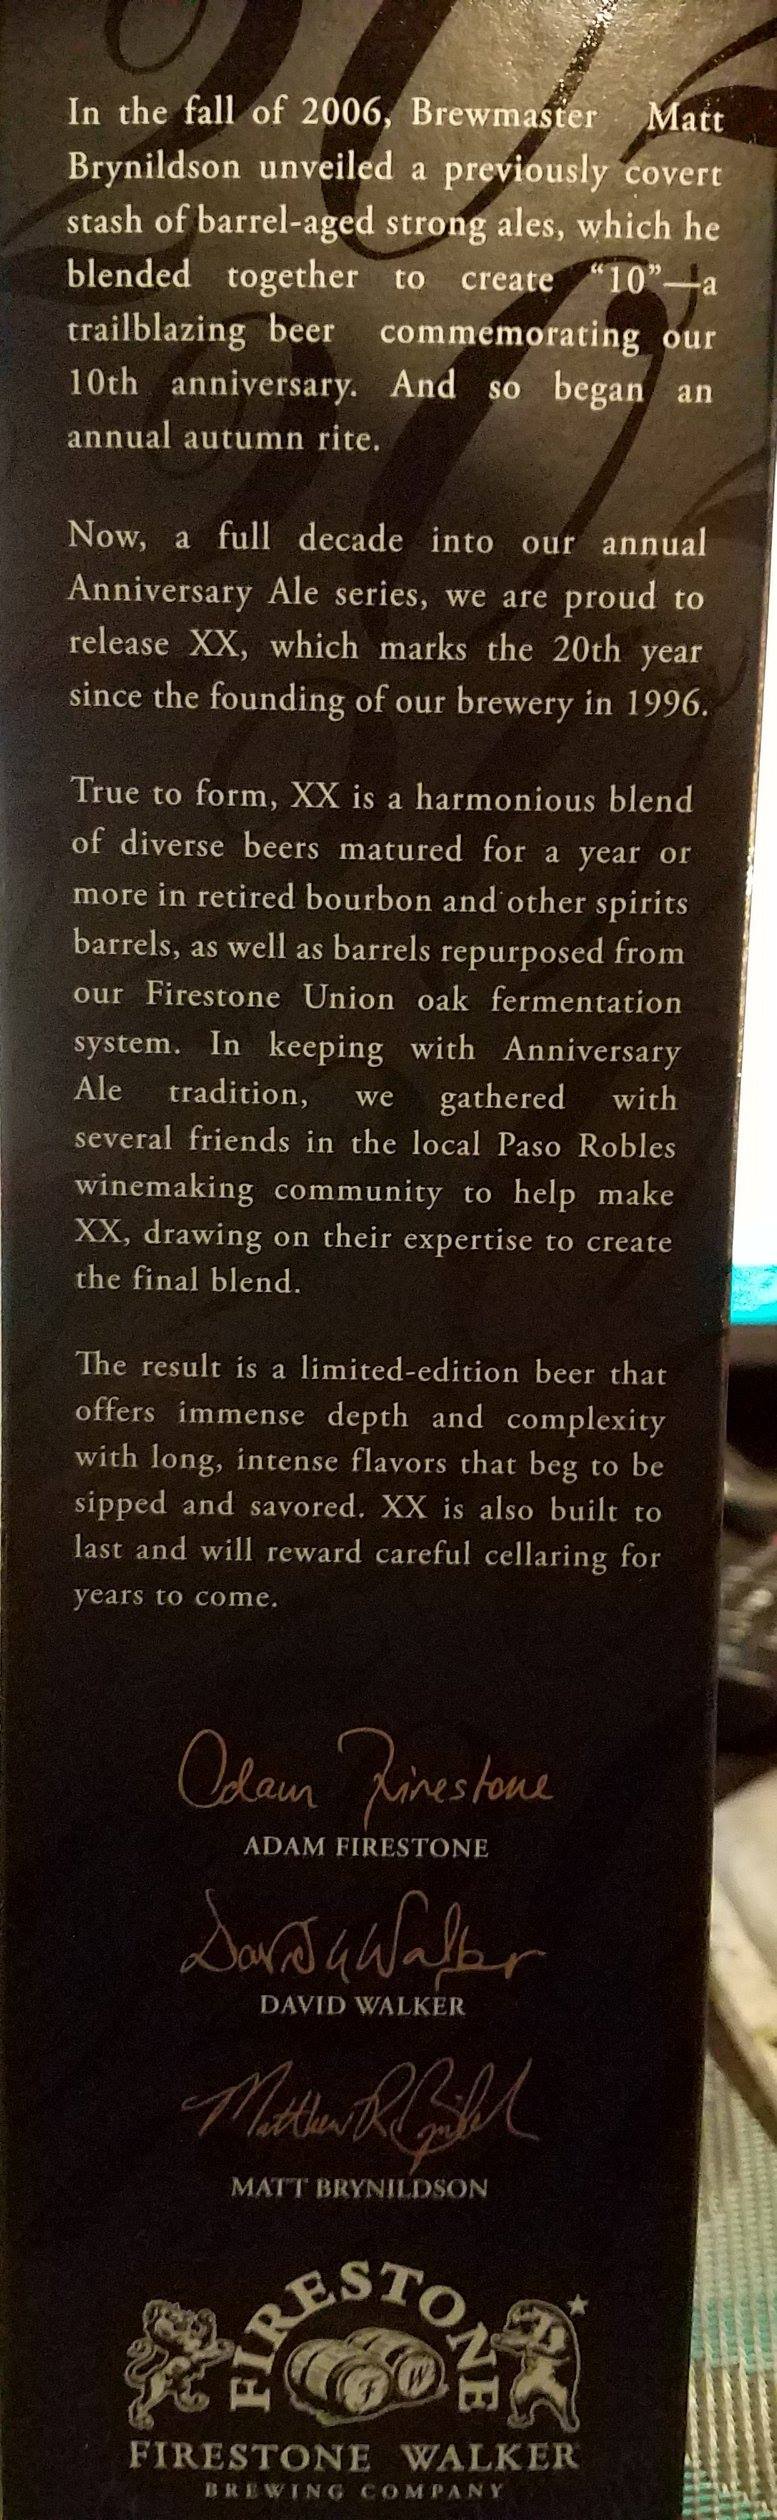 In the fall of 2006, Brewmaster Matt
Brynildson unveiled a previously covert
stash of barrel-aged strong ales, which he
blended together to create “10”—a
trailblazing beer commemorating our
10th anniversary. And so began an
annual autumn rite.
Now, a full decade into our annual
Anniversary Ale series, we are proud to
release XX, which marks the 20th year
since the founding of our brewery in 1996.
True to form, XX is a harmonious blend
of diverse beers matured for a year or
more in retired bourbon and other spirits
barrels, as well as barrels repurposed from
our Firestone Union oak fermentation
system. In keeping with Anniversary
Ale tradition, we gathered with
several friends in the local Paso Robles
winemaking community to help make
XX, drawing on their expertise to create
the final blend.
The result is a limited-edition beer that
offers immense depth and complexity
with long, intense flavors that beg to be
sipped and savored. XX is also built to
last and will reward careful cellaring for
years to come.
Adam Firestone
ADAM FIRESTONE
David Walker
DAVID WALKER
Matthew R Brynildson
MATT BRYNILDSON
FIRESTONE
F W
FIRESTONE WALKER
BREWING COMPANY